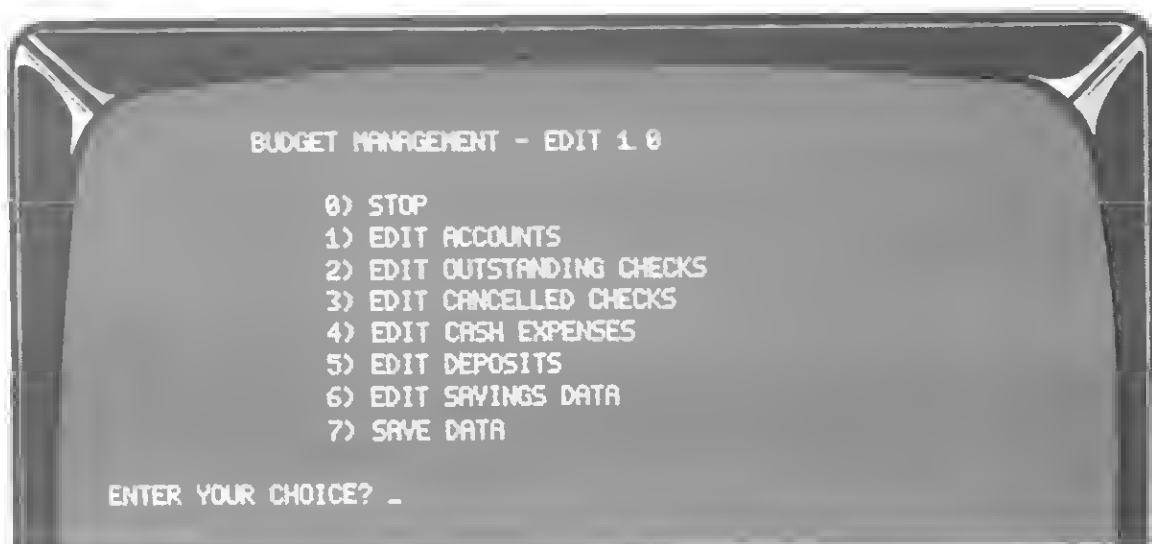 BUDGET MANAGEMENT - EDIT 1.0
0) STOP
1) EDIT ACCOUNTS
2) EDIT OUTSTANDING CHECKS
3) EDIT CANCELLED CHECKS
4) EDIT CASH EXPENSES
5) EDIT DEPOSITS
6) EDIT SAVINGS DATA
7) SAVE DATA
ENTER YOUR CHOICE? _